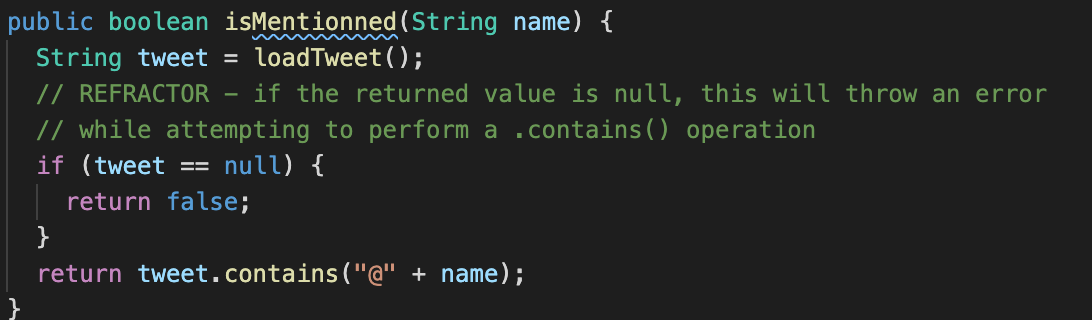 public boolean isMentionned(String name) {
  String tweet = loadTweet();
  // REFRACTOR – if the returned value is null, this will throw an error
  // while attempting to perform a .contains() operation
  if (tweet == null) {
    return false;
  }
  return tweet.contains("@" + name);
}